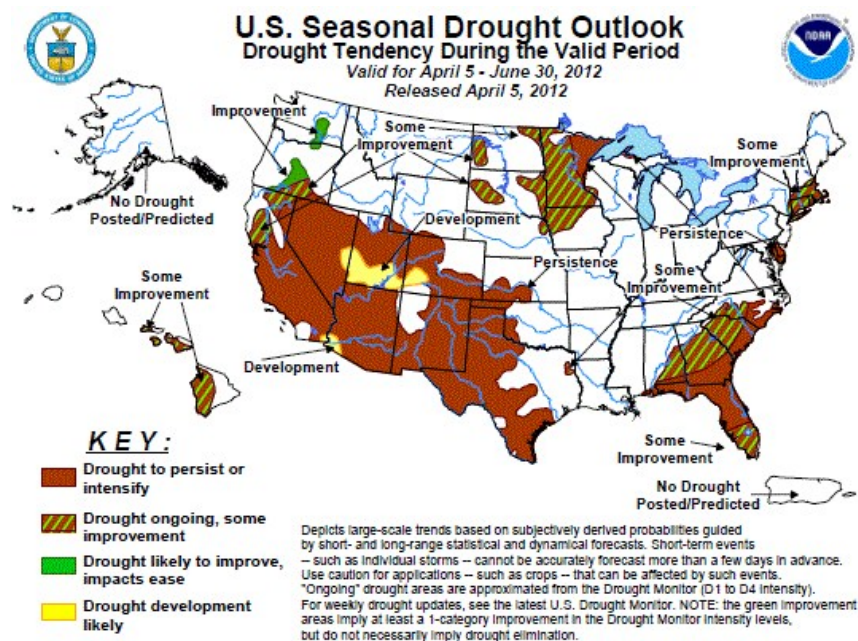 U.S. Seasonal Drought Outlook
Drought Tendency During the Valid Period
Valid for April 5 - June 30, 2012
Released April 5, 2012
NOAA
Improvement
Some
Improvement
Some
Improvement
No Drought
Posted/Predicted
Development
Persistence
Persistence
Some
Improvement
Some
Improvement
Development
Some
Improvement
No Drought
Posted/Predicted
KEY:
Drought to persist or
intensify
Drought ongoing, some
improvement
Drought likely to improve,
impacts ease
Drought development
likely
Depicts large-scale trends based on subjectively derived probabilities guided
by short- and long-range statistical and dynamical forecasts. Short-term events
-- such as individual storms -- cannot be accurately forecast more than a few days in advance.
Use caution for applications -- such as crops -- that can be affected by such events.
"Ongoing" drought areas are approximated from the Drought Monitor (D1 to D4 intensity).
For weekly drought updates, see the latest U.S. Drought Monitor. NOTE: the green improvement
areas imply at least a 1-category improvement in the Drought Monitor intensity levels,
but do not necessarily imply drought elimination.